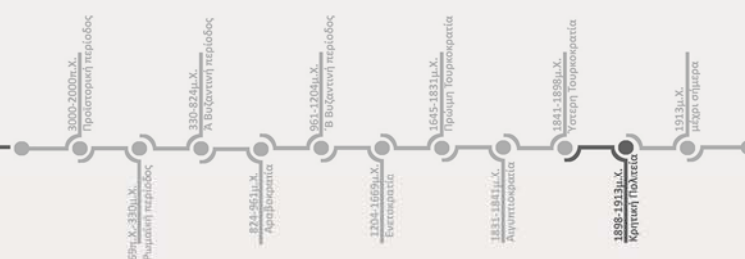 3000-2000π.Χ.
Προϊστορική περίοδος
69π.Χ.-330μ.Χ.
Ρωμαϊκή περίοδος
330-824μ.Χ.
Ά Βυζαντινή περίοδος
824-961μ.Χ.
Αραβοκρατία
961-1204μ.Χ.
'Β Βυζαντινή περίοδος
1204-1669μ.Χ.
Ενετοκρατία
1645-1831μ.Χ.
Πρώιμη Τουρκοκρατία
1831-1841μ.Χ.
Αιγυπτιοκρατία
1841-1898μ.Χ.
Ύστερη Τουρκοκρατία
1898-1913μ.Χ.
Κρητική Πολιτεία
1913μ.Χ.
μέχρι σήμερα